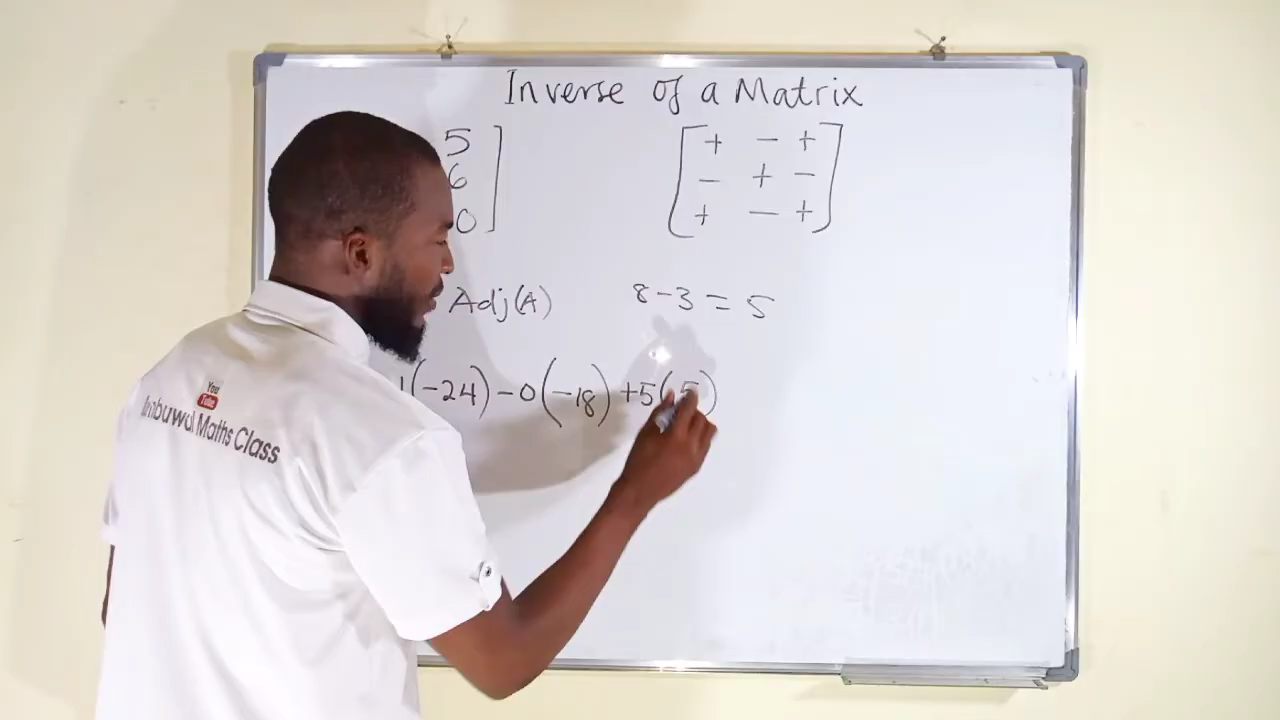 Inverse of a Matrix
5
6
0
+ - +
- + -
+ - +
Adj(A)
8-3 = 5
1(-24) -0(-18) +5(5)
You
Tube
Maths Class